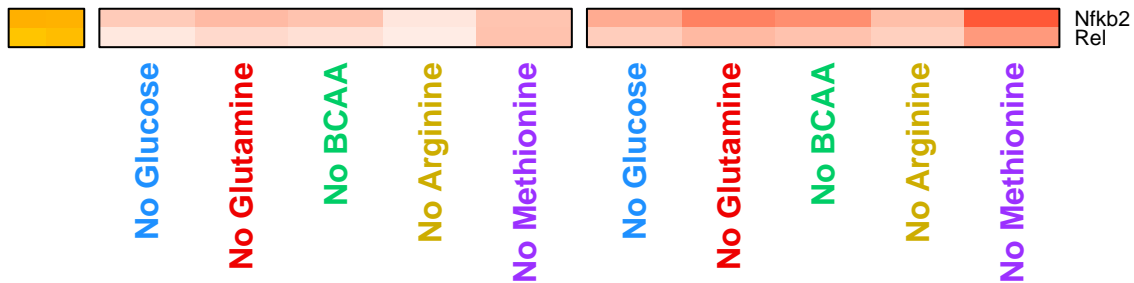 Nfkb2
Rel
No Glucose
No Glutamine
No BCAA
No Arginine
No Methionine
No Glucose
No Glutamine
No BCAA
No Arginine
No Methionine